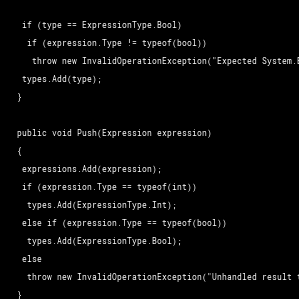 if (type == ExpressionType.Bool)
if (expression.Type != typeof(bool))
throw new InvalidOperationException("Expected System.
types.Add(type);
}
public void Push(Expression expression)
{
expressions.Add(expression);
if (expression.Type == typeof(int))
types.Add(ExpressionType.Int);
else if (expression.Type == typeof(bool))
types.Add(ExpressionType.Bool);
else
throw new InvalidOperationException("Unhandled result
}